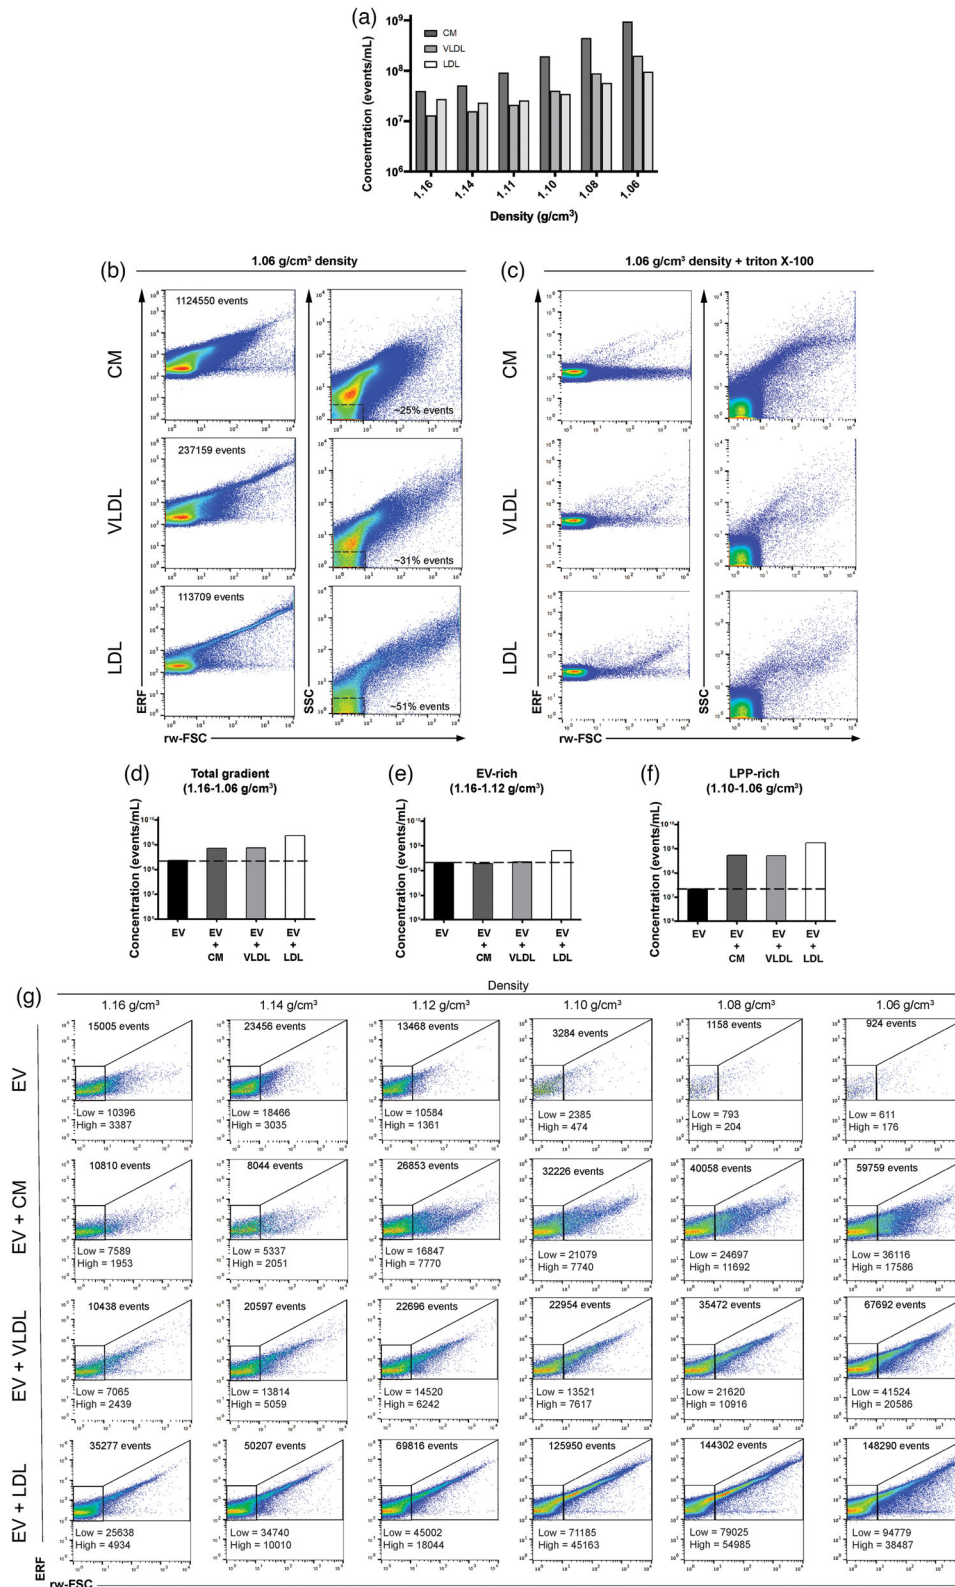 (a)
Concentration (events/mL)
10⁹
10⁸
10⁷
10⁶
CM
VLDL
LDL
1.16
1.14
1.11
1.10
1.08
1.06
Density (g/cm³)
(b)
1.06 g/cm³ density
CM
1124550 events
~25% events
VLDL
237159 events
~31% events
LDL
113709 events
~51% events
ERF
SSC
rw-FSC
(c)
1.06 g/cm³ density + triton X-100
CM
VLDL
LDL
ERF
SSC
rw-FSC
(d)
Total gradient
(1.16-1.06 g/cm³)
Concentration (events/mL)
EV
EV + CM
EV + VLDL
EV + LDL
(e)
EV-rich
(1.16-1.12 g/cm³)
Concentration (events/mL)
EV
EV + CM
EV + VLDL
EV + LDL
(f)
LPP-rich
(1.10-1.06 g/cm³)
Concentration (events/mL)
EV
EV + CM
EV + VLDL
EV + LDL
(g)
Density
1.16 g/cm³ 1.14 g/cm³ 1.12 g/cm³ 1.10 g/cm³ 1.08 g/cm³ 1.06 g/cm³
EV
15005 events 23456 events 13468 events 3284 events 1158 events 924 events
Low = 10396 Low = 18466 Low = 10584 Low = 2385 Low = 793 Low = 611
High = 3387 High = 3035 High = 1361 High = 474 High = 204 High = 176
EV + CM
10810 events 8044 events 26853 events 32226 events 40058 events 59759 events
Low = 7589 Low = 5337 Low = 16847 Low = 21079 Low = 24697 Low = 36116
High = 1953 High = 2051 High = 7770 High = 7740 High = 11692 High = 17586
EV + VLDL
10438 events 20597 events 22696 events 22954 events 35472 events 67692 events
Low = 7065 Low = 13814 Low = 14520 Low = 13521 Low = 21620 Low = 41524
High = 2439 High = 5059 High = 6242 High = 7617 High = 10916 High = 20586
EV + LDL
35277 events 50207 events 69816 events 125950 events 144302 events 148290 events
Low = 25638 Low = 34740 Low = 45002 Low = 71185 Low = 79025 Low = 94779
High = 4934 High = 10010 High = 18044 High = 45163 High = 54985 High = 38487
ERF
rw-FSC